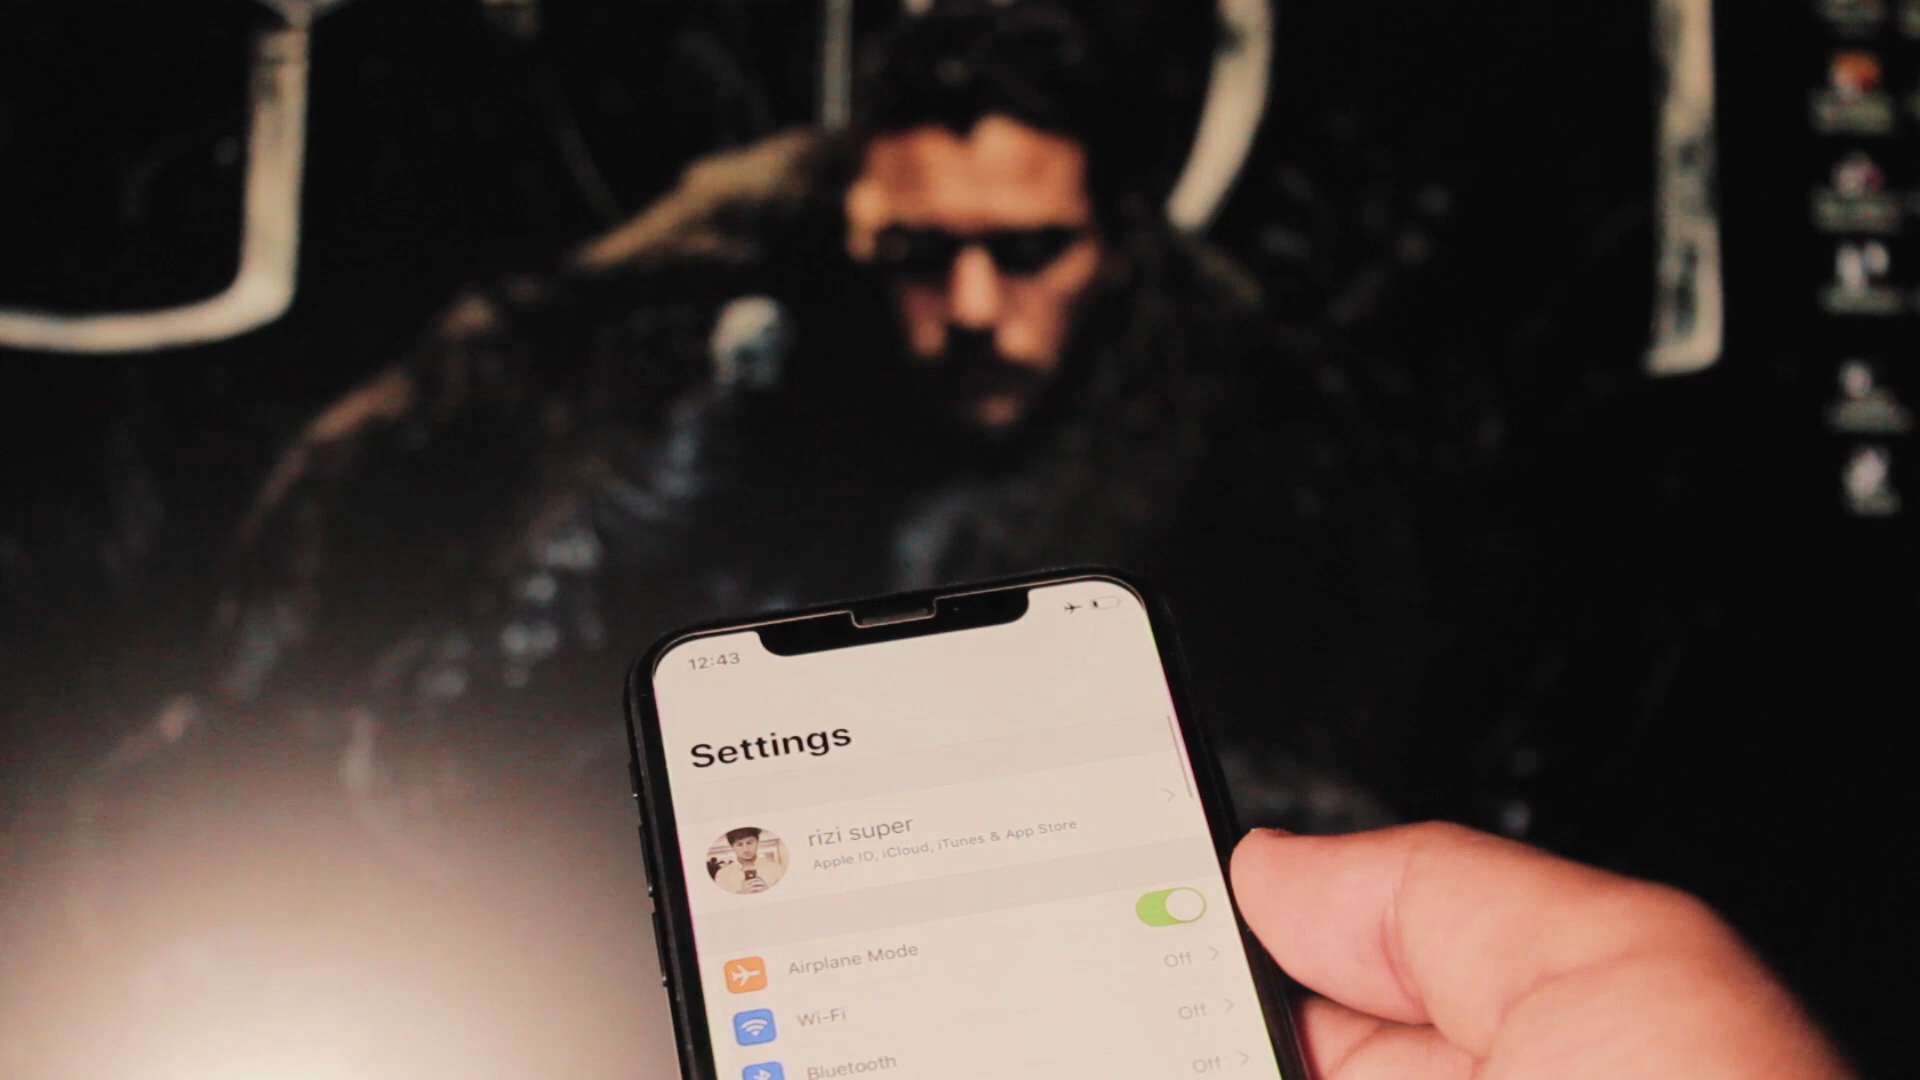 12:43
Settings
rizi super
Apple ID, iCloud, iTunes & App Store
Airplane Mode
Wi-Fi Off
Bluetooth Off
Off